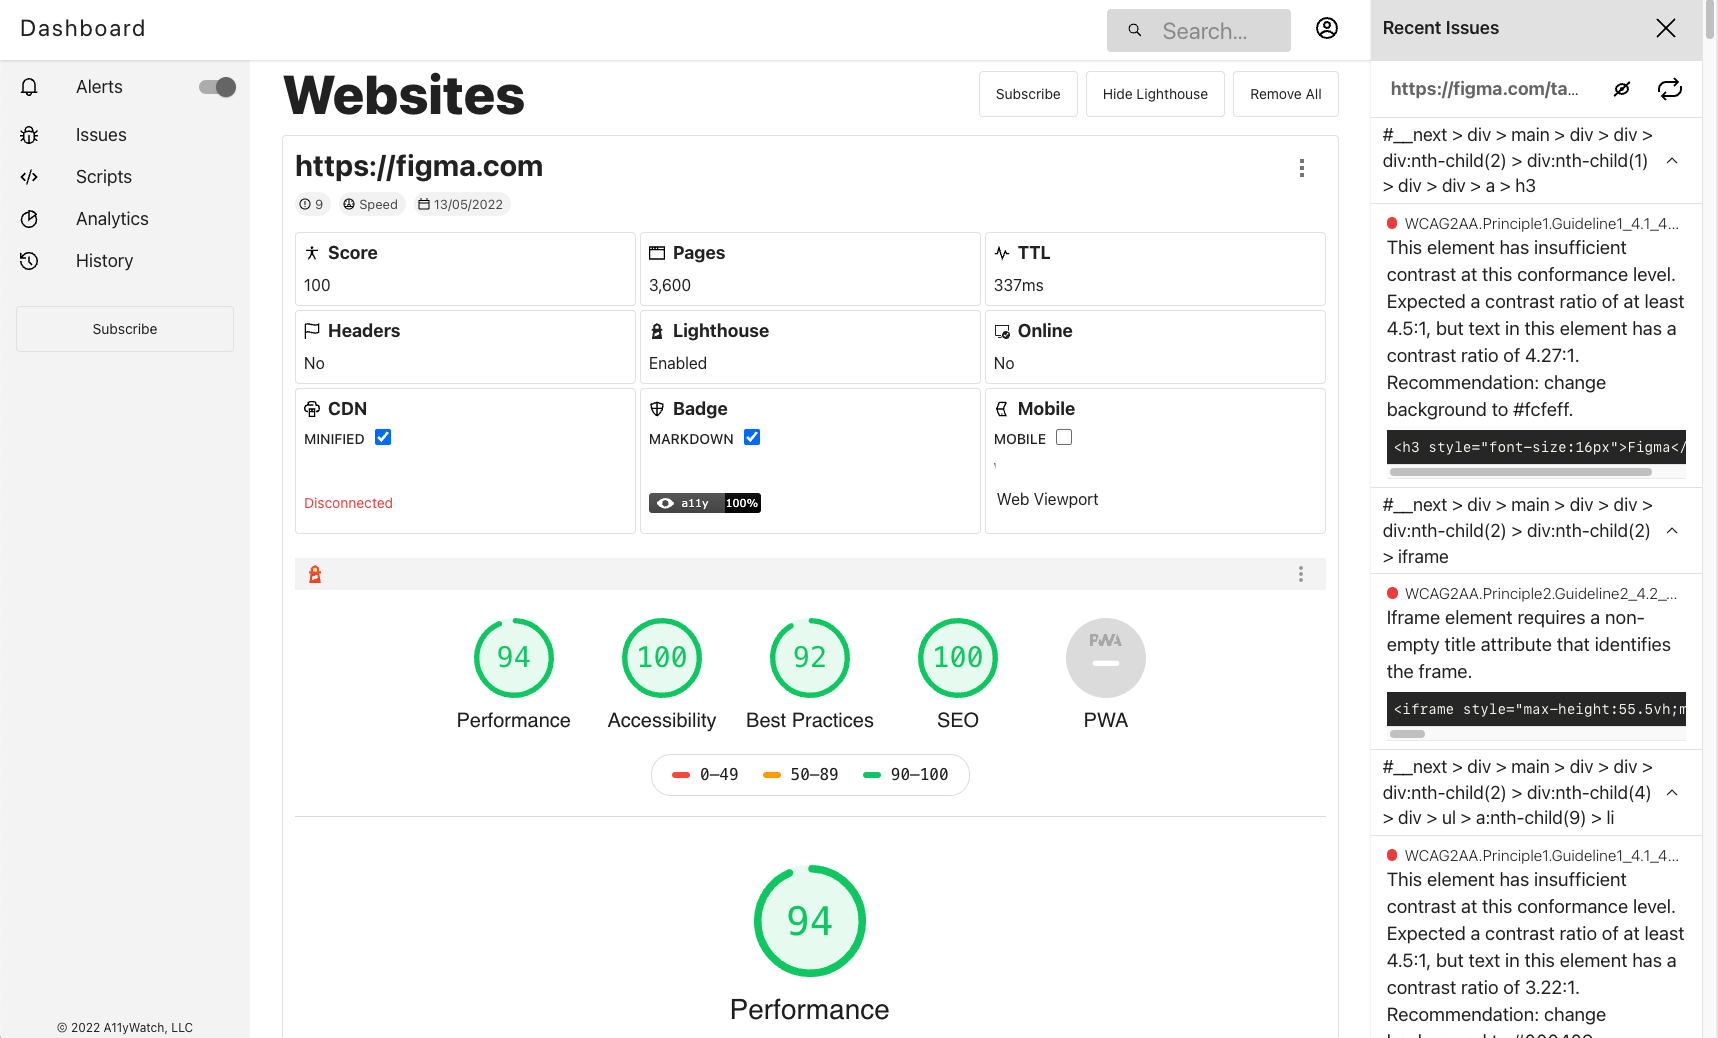 Dashboard
Search...
Alerts
Issues
Scripts
Analytics
History
Subscribe
© 2022 A11yWatch, LLC
Websites
Subscribe
Hide Lighthouse
Remove All
https://figma.com
9
Speed
13/05/2022
Score
100
Pages
3,600
TTL
337ms
Headers
No
Lighthouse
Enabled
Online
No
CDN
MINIFIED
Disconnected
Badge
MARKDOWN
a11y 100%
Mobile
MOBILE
Web Viewport
94
Performance
100
Accessibility
92
Best Practices
100
SEO
PWA
PWA
0–49
50–89
90–100
94
Performance
Recent Issues
https://figma.com/ta...
#__next > div > main > div > div >
div:nth-child(2) > div:nth-child(1)
> div > div > a > h3
WCAG2AA.Principle1.Guideline1_4.1_4...
This element has insufficient
contrast at this conformance level.
Expected a contrast ratio of at least
4.5:1, but text in this element has a
contrast ratio of 4.27:1.
Recommendation: change
background to #fcfeff.
<h3 style="font-size:16px">Figma</
#__next > div > main > div > div >
div:nth-child(2) > div:nth-child(2)
> iframe
WCAG2AA.Principle2.Guideline2_4.2_...
Iframe element requires a non-
empty title attribute that identifies
the frame.
<iframe style="max-height:55.5vh;m
#__next > div > main > div > div >
div:nth-child(2) > div:nth-child(4)
> div > ul > a:nth-child(9) > li
WCAG2AA.Principle1.Guideline1_4.1_4...
This element has insufficient
contrast at this conformance level.
Expected a contrast ratio of at least
4.5:1, but text in this element has a
contrast ratio of 3.22:1.
Recommendation: change